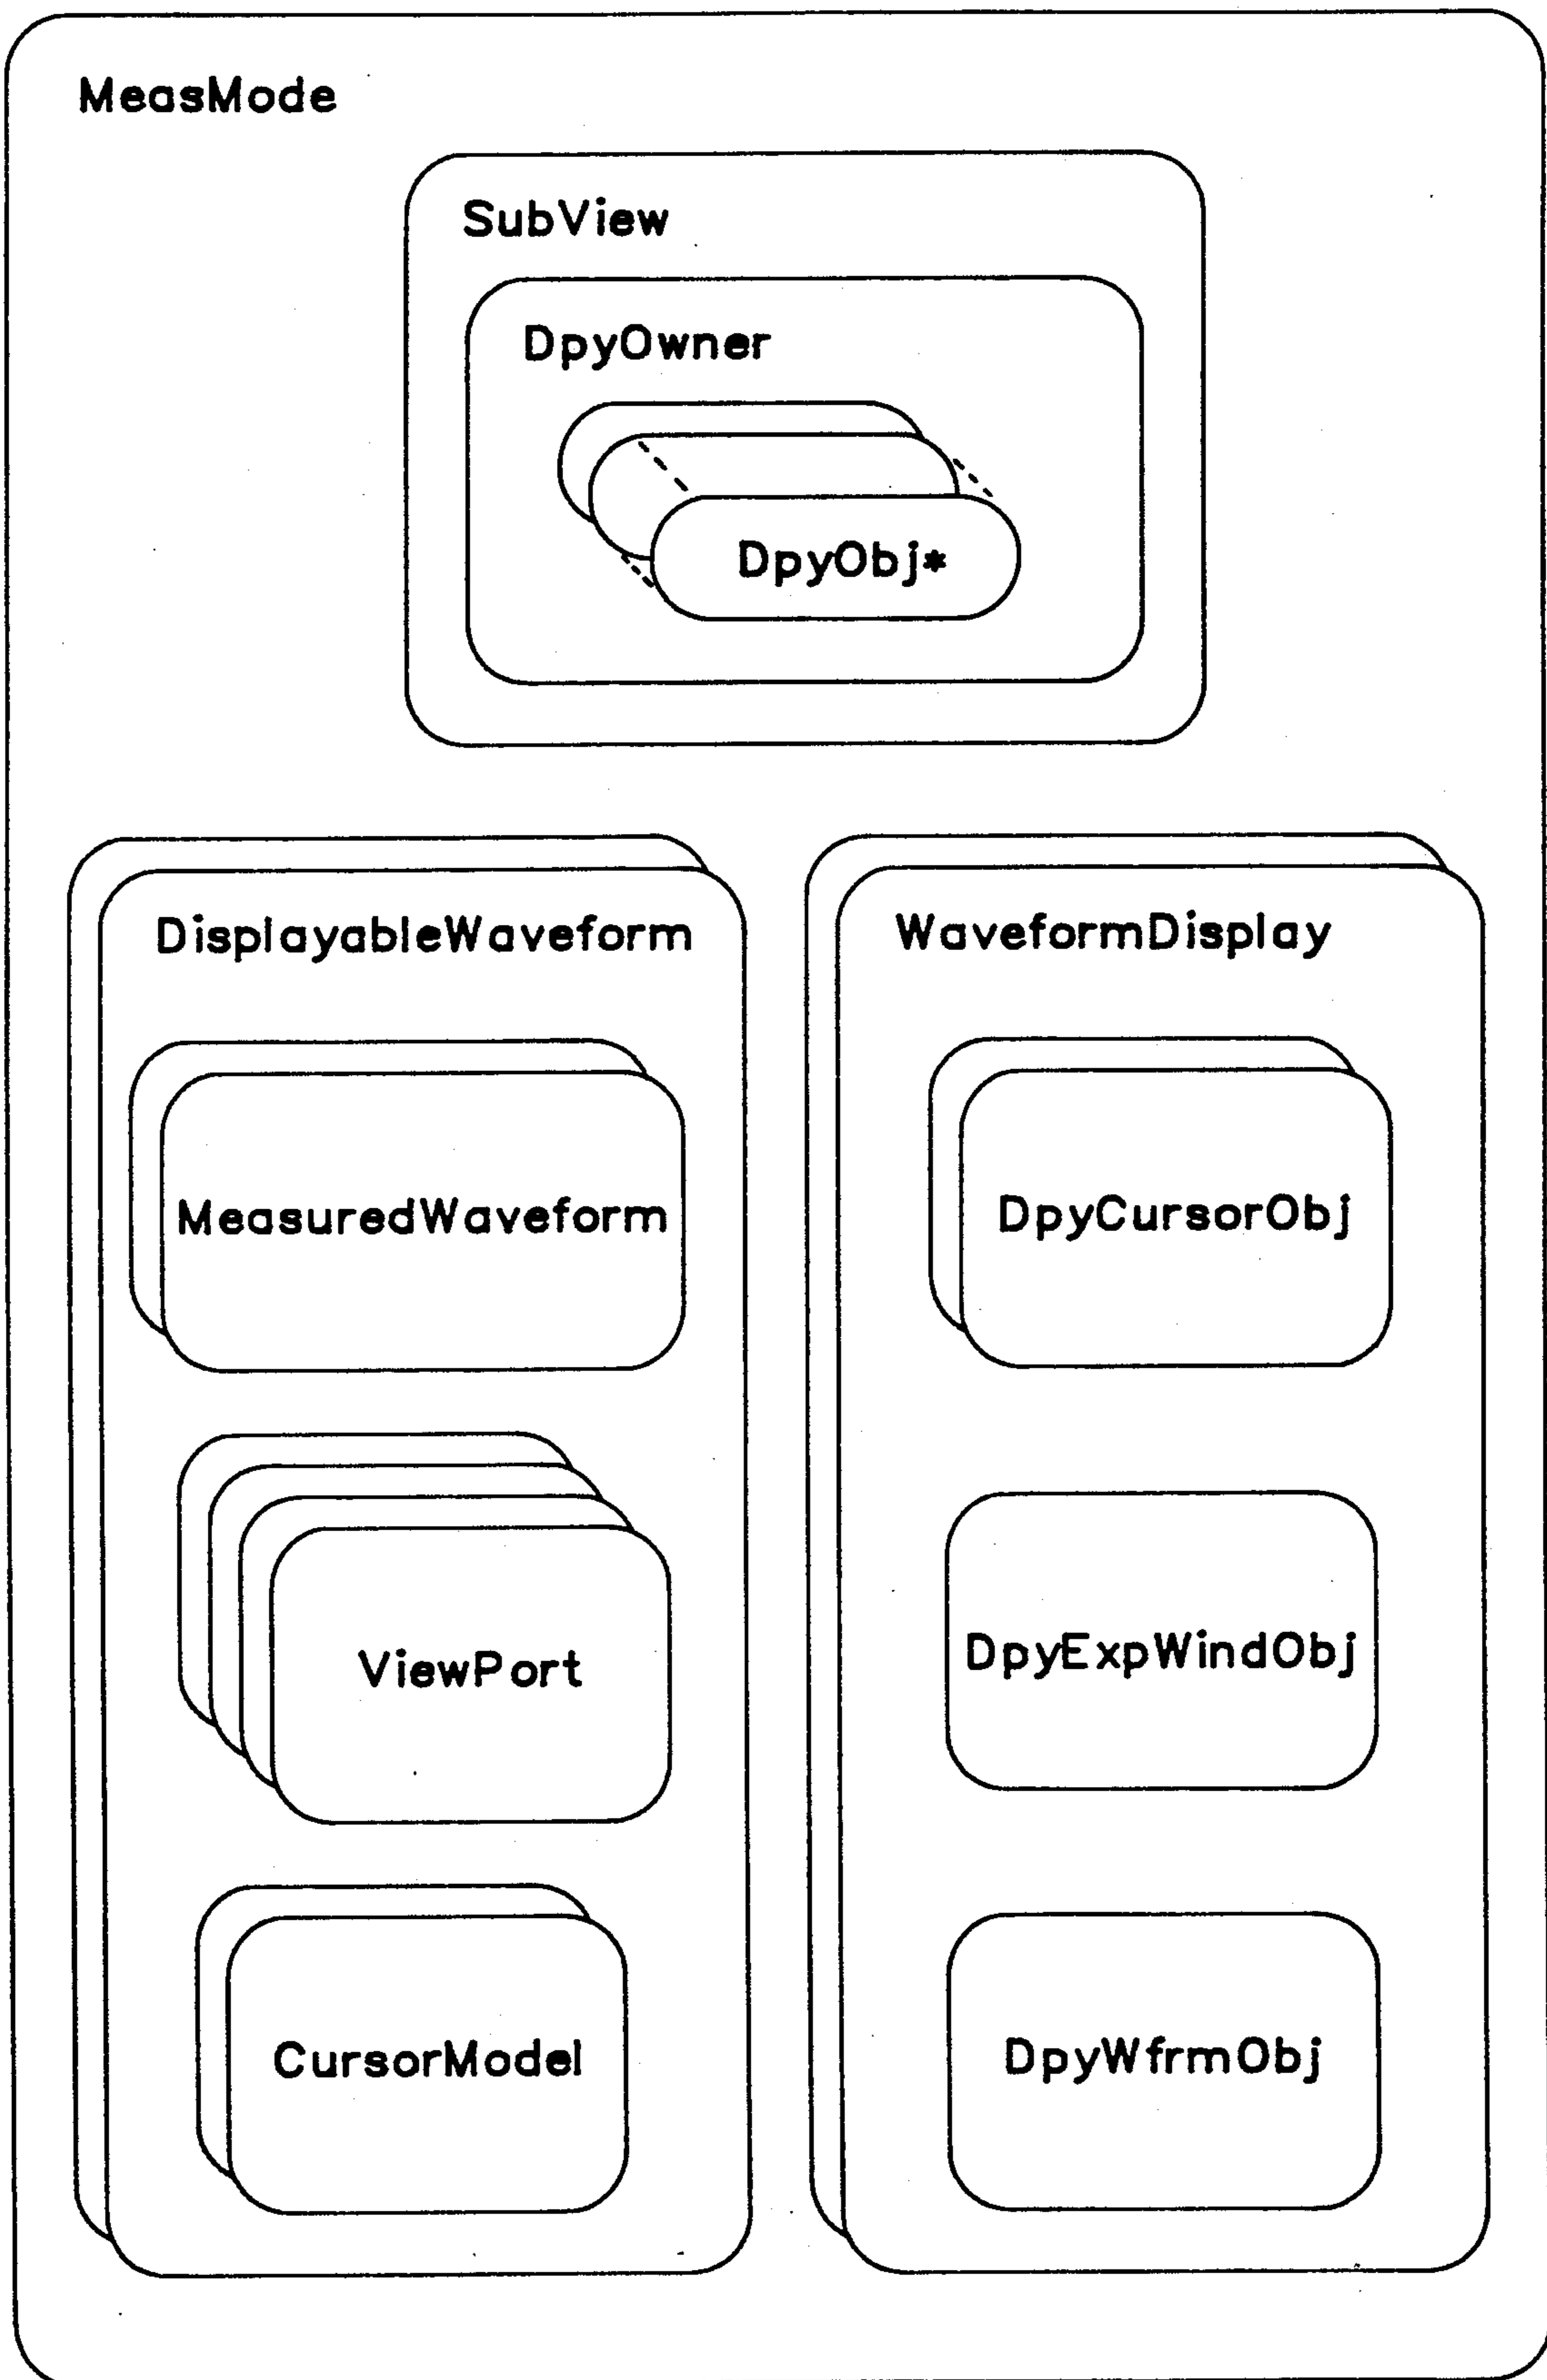 MeasMode
SubView
DpyOwner
DpyObj*
DisplayableWaveform
MeasuredWaveform
ViewPort
CursorModel
WaveformDisplay
DpyCursorObj
DpyExpWindObj
DpyWfrmObj